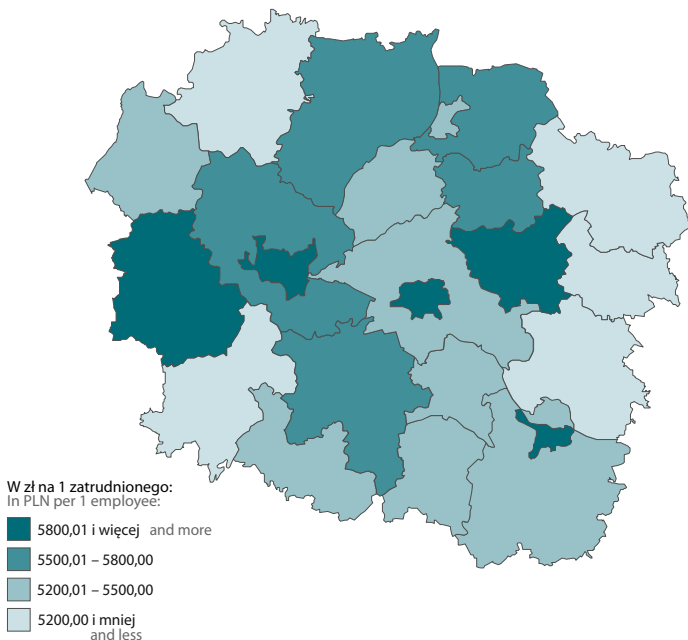 W zł na 1 zatrudnionego:
In PLN per 1 employee:
5800,01 i więcej and more
5500,01 – 5800,00
5200,01 – 5500,00
5200,00 i mniej
and less